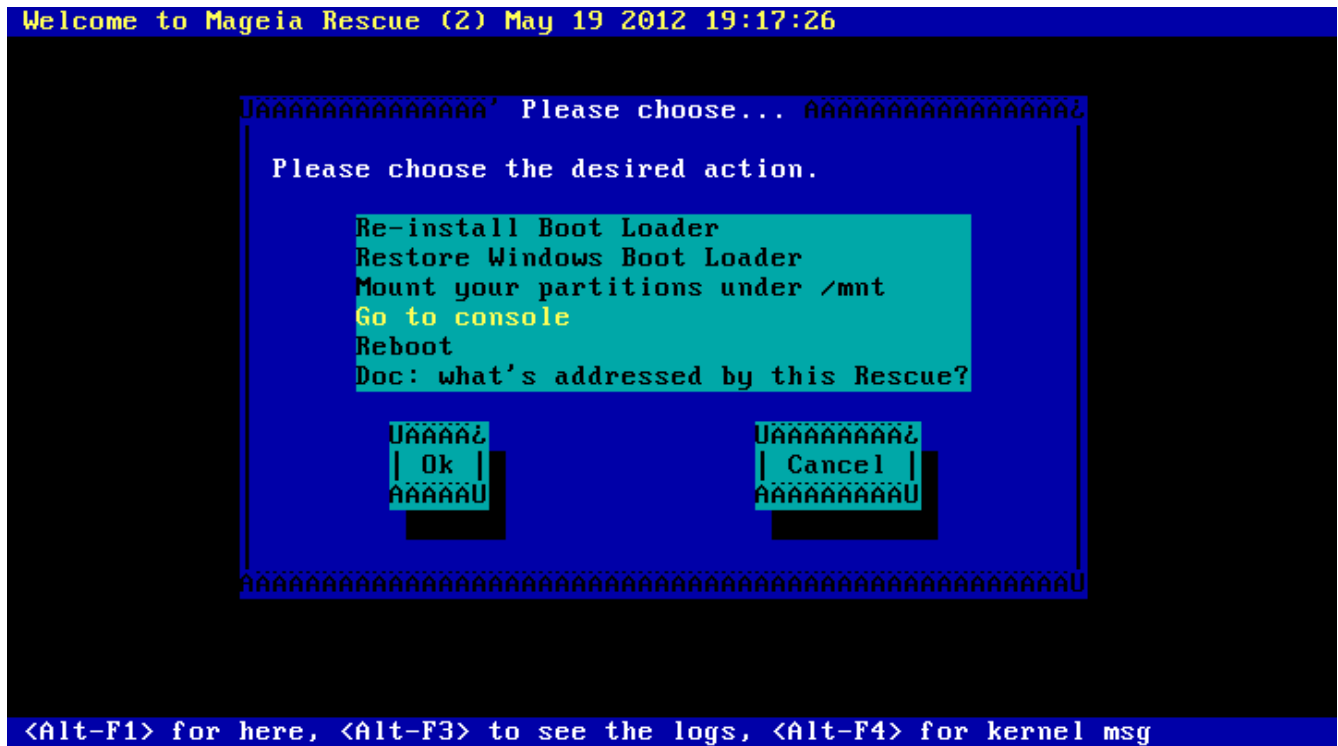 Welcome to Mageia Rescue (2) May 19 2012 19:17:26
Please choose...
Please choose the desired action.
Re-install Boot Loader
Restore Windows Boot Loader
Mount your partitions under /mnt
Go to console
Reboot
Doc: what's addressed by this Rescue?
Ok Cancel
<Alt-F1> for here, <Alt-F3> to see the logs, <Alt-F4> for kernel msg